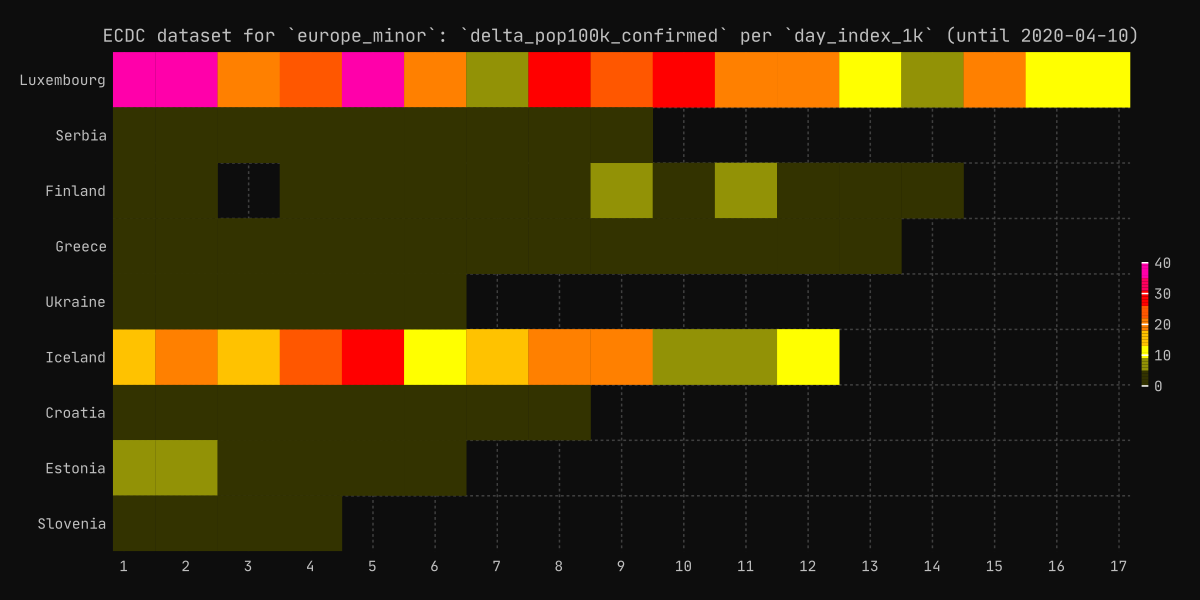 ECDC dataset for `europe_minor`: `delta_pop100k_confirmed` per `day_index_1k` (until 2020-04-10)
Luxembourg
Serbia
Finland
Greece
Ukraine
Iceland
Croatia
Estonia
Slovenia
40
30
20
10
0
1 2 3 4 5 6 7 8 9 10 11 12 13 14 15 16 17